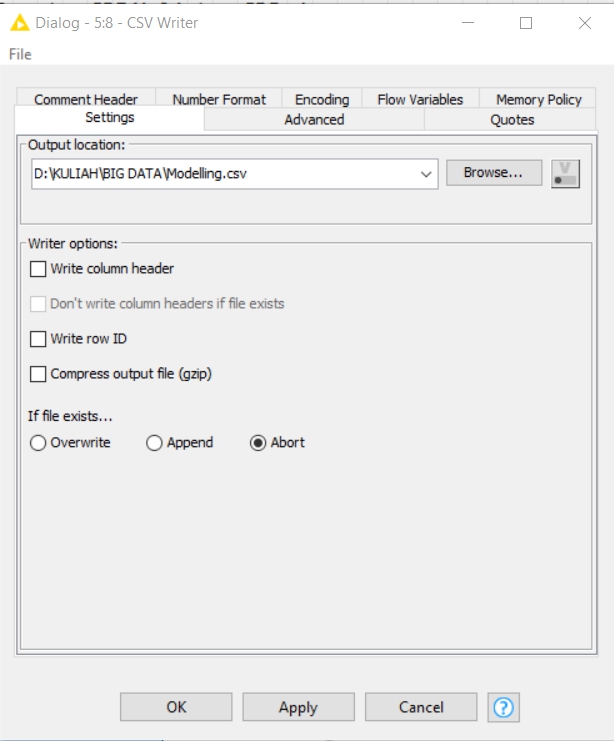 Dialog - 5:8 - CSV Writer
File
Comment Header Number Format Encoding Flow Variables Memory Policy
Settings Advanced Quotes
Output location:
D:\KULIAH\BIG DATA\Modelling.csv Browse... V
Writer options:
Write column header
Don't write column headers if file exists
Write row ID
Compress output file (gzip)
If file exists...
Overwrite Append Abort
OK Apply Cancel ?